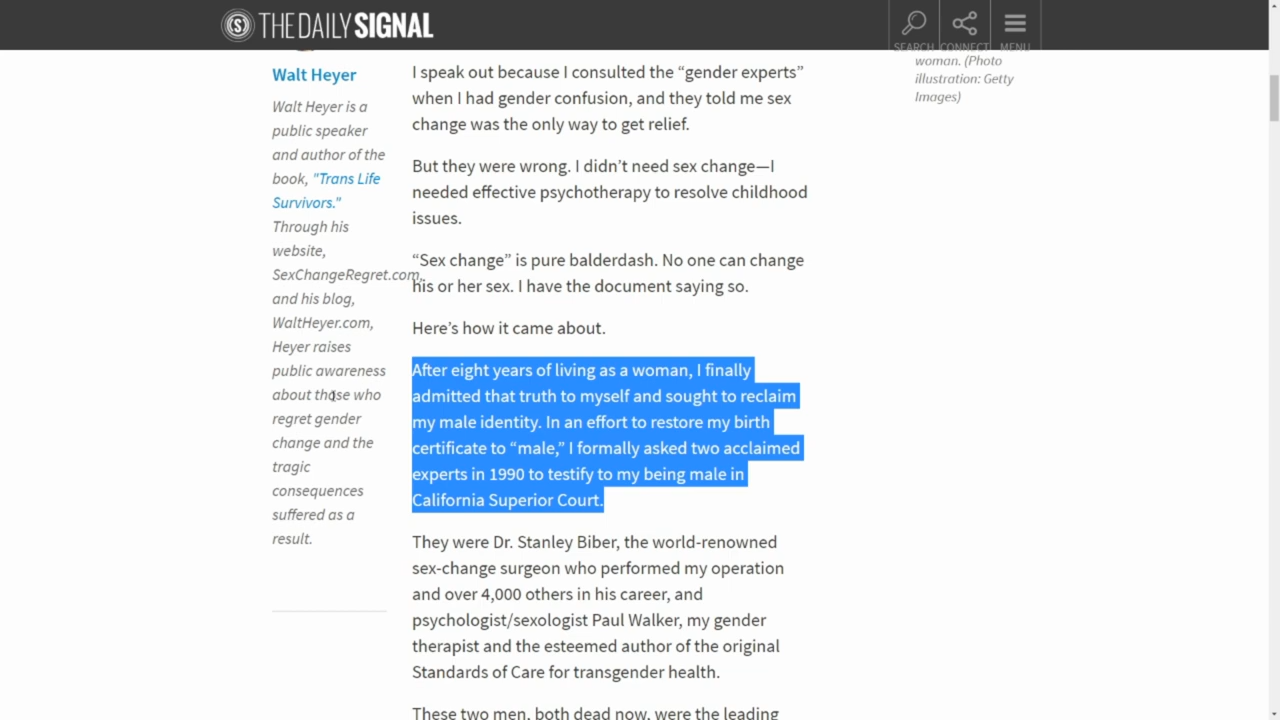 THE DAILY SIGNAL
SEARCH
CONNECT
MENU
Walt Heyer
Walt Heyer is a
public speaker
and author of the
book, "Trans Life
Survivors."
Through his
website,
SexChangeRegret.com,
and his blog,
WaltHeyer.com,
Heyer raises
public awareness
about those who
regret gender
change and the
tragic
consequences
suffered as a
result.
I speak out because I consulted the “gender experts”
when I had gender confusion, and they told me sex
change was the only way to get relief.
But they were wrong. I didn’t need sex change—I
needed effective psychotherapy to resolve childhood
issues.
“Sex change” is pure balderdash. No one can change
his or her sex. I have the document saying so.
Here’s how it came about.
After eight years of living as a woman, I finally
admitted that truth to myself and sought to reclaim
my male identity. In an effort to restore my birth
certificate to “male,” I formally asked two acclaimed
experts in 1990 to testify to my being male in
California Superior Court.
They were Dr. Stanley Biber, the world-renowned
sex-change surgeon who performed my operation
and over 4,000 others in his career, and
psychologist/sexologist Paul Walker, my gender
therapist and the esteemed author of the original
Standards of Care for transgender health.
These two men, both dead now, were the leading
woman. (Photo
illustration: Getty
Images)